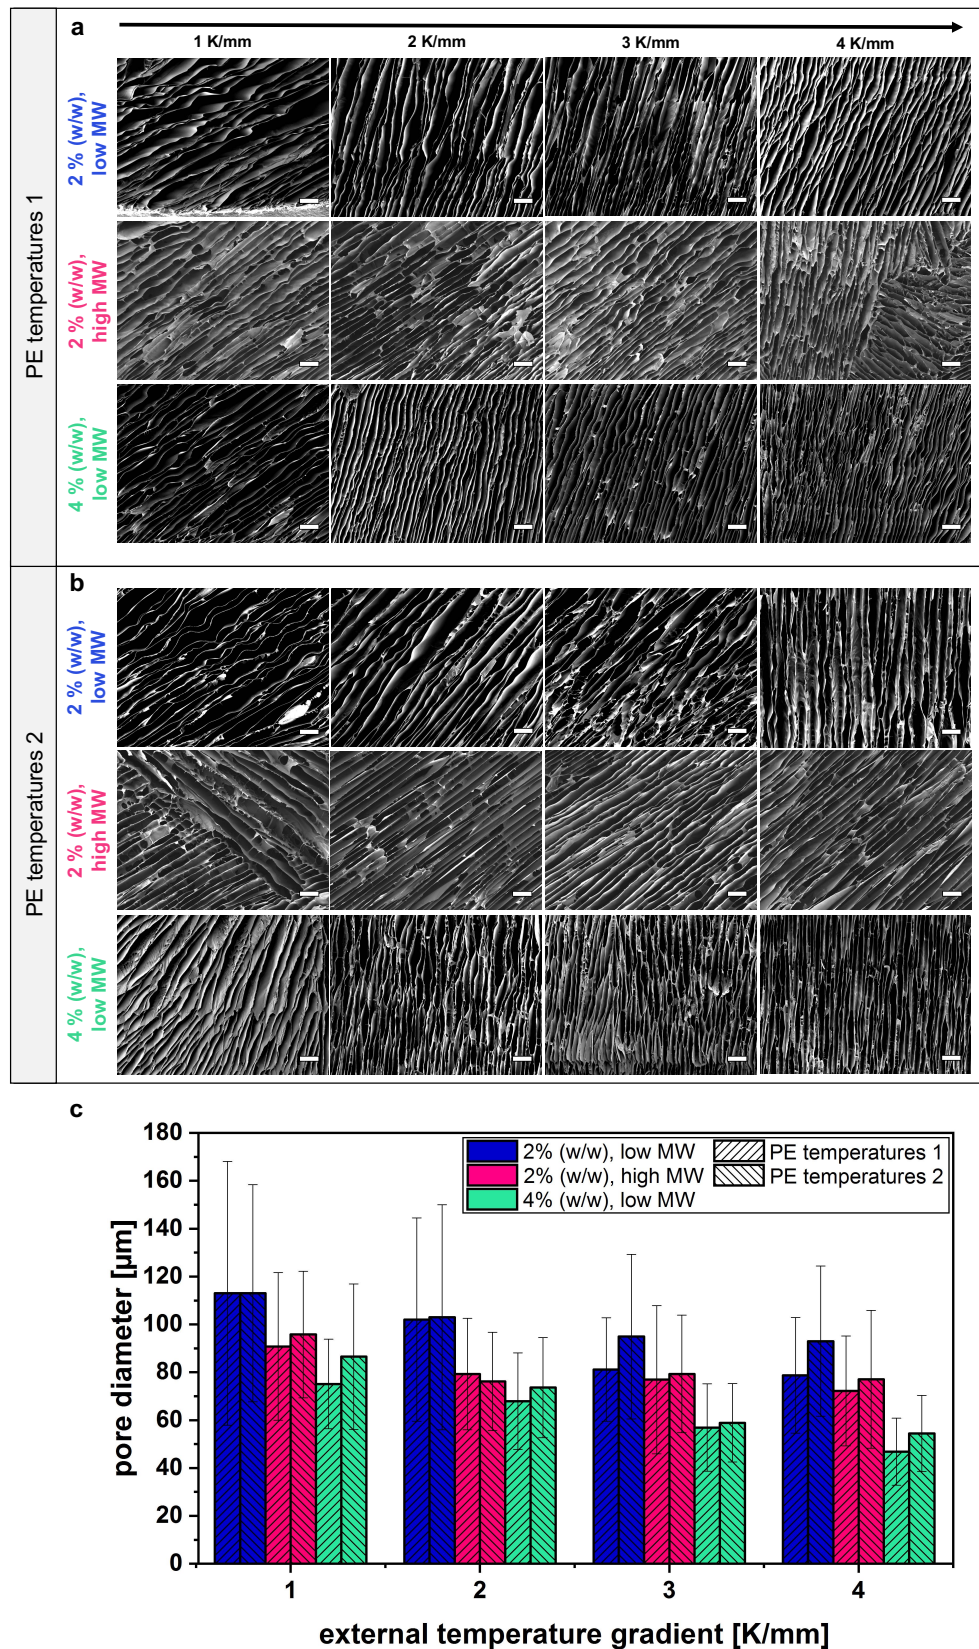 a
1 K/mm 2 K/mm 3 K/mm 4 K/mm
PE temperatures 1
2 % (w/w),
low MW
2 % (w/w),
high MW
4 % (w/w),
low MW
b
PE temperatures 2
2 % (w/w),
low MW
2 % (w/w),
high MW
4 % (w/w),
low MW
c
pore diameter [µm]
180
160
140
120
100
80
60
40
20
0
2% (w/w), low MW PE temperatures 1
2% (w/w), high MW PE temperatures 2
4% (w/w), low MW
1 2 3 4
external temperature gradient [K/mm]